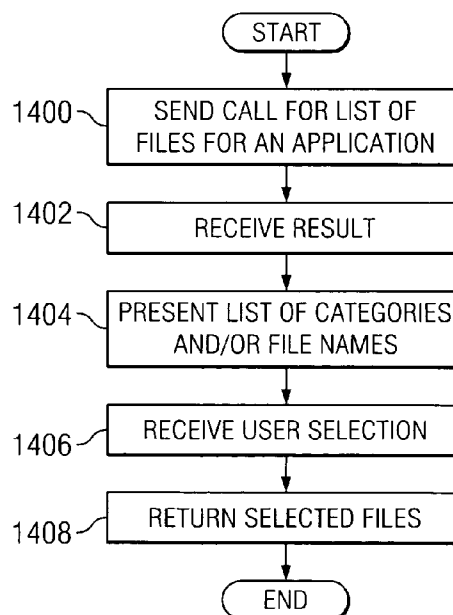 START
1400
SEND CALL FOR LIST OF
FILES FOR AN APPLICATION
1402
RECEIVE RESULT
1404
PRESENT LIST OF CATEGORIES
AND/OR FILE NAMES
1406
RECEIVE USER SELECTION
1408
RETURN SELECTED FILES
END